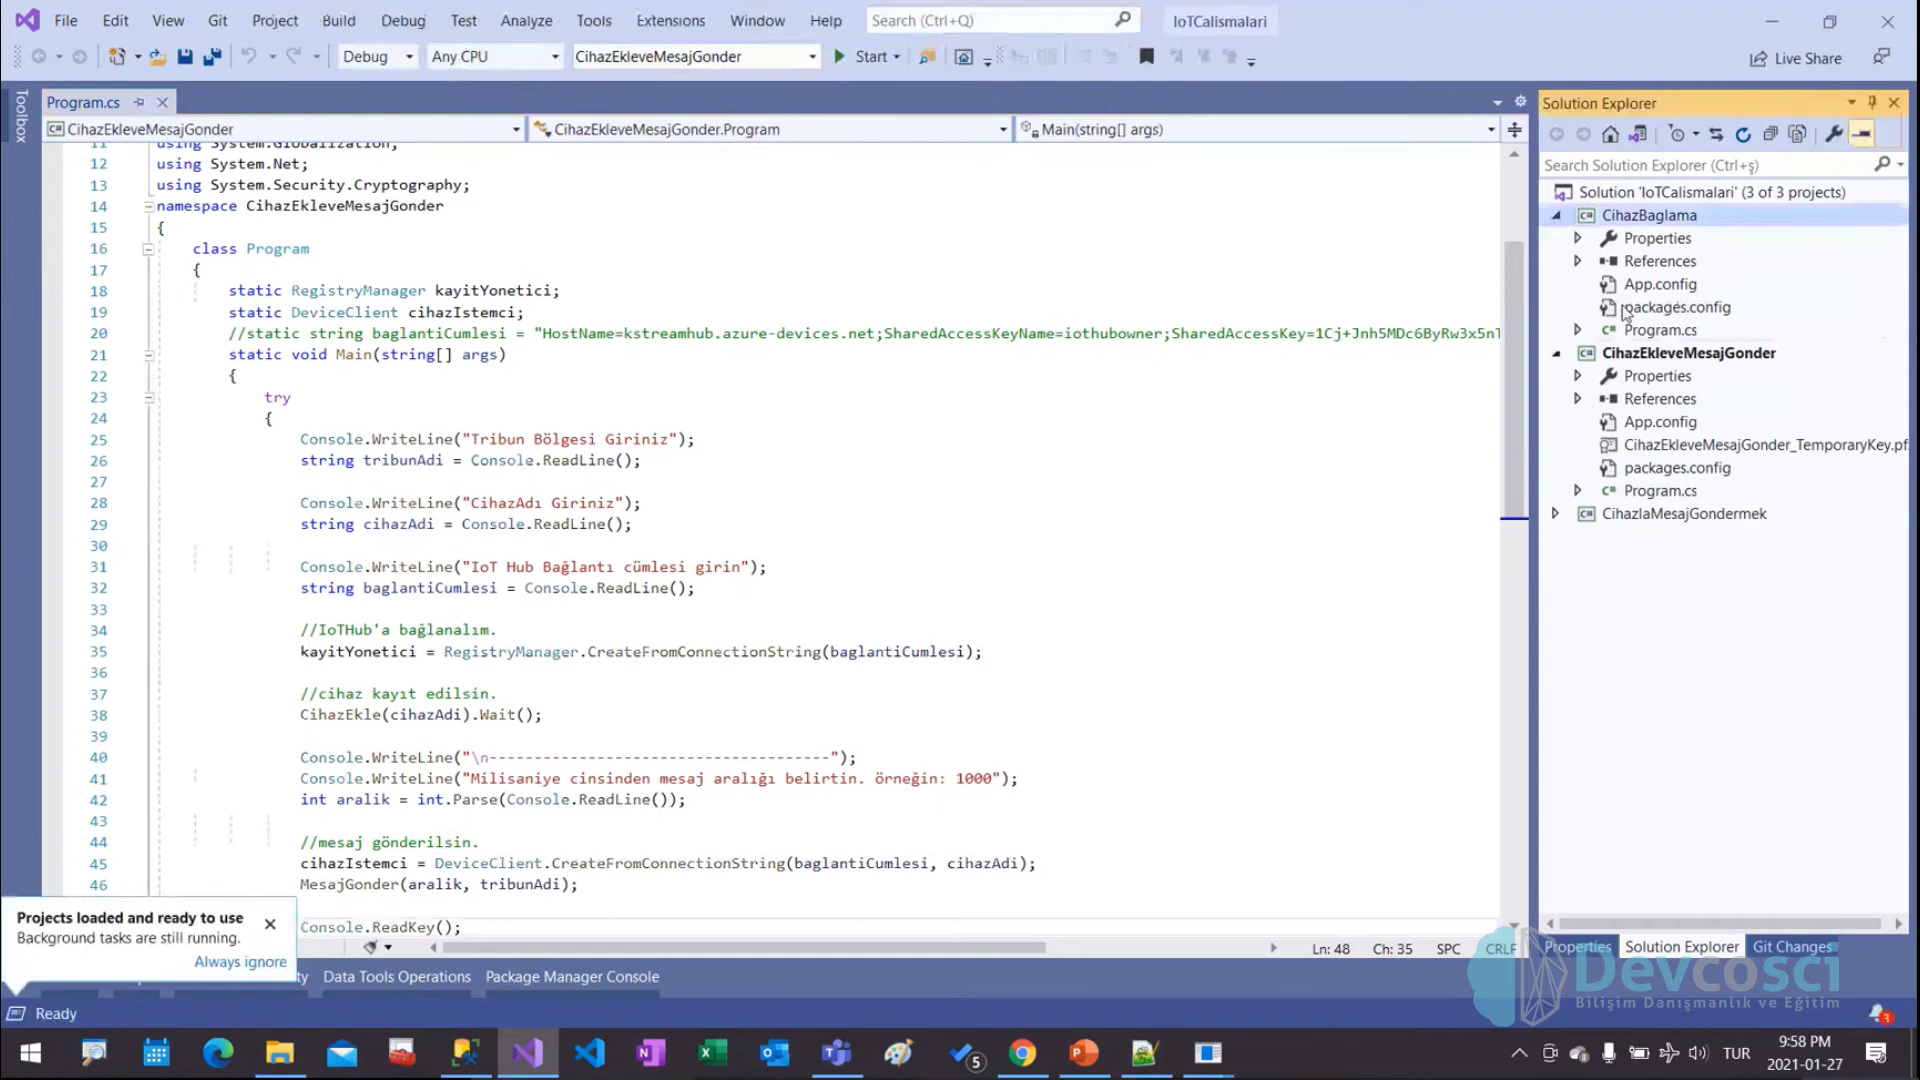 File Edit View Git Project Build Debug Test Analyze Tools Extensions Window Help Search (Ctrl+Q) IoTCalismalari
Debug Any CPU CihazEkleveMesajGonder Start Live Share
Toolbox
Program.cs
CihazEkleveMesajGonder CihazEkleveMesajGonder.Program Main(string[] args)
11 using System.Globalization;
12 using System.Net;
13 using System.Security.Cryptography;
14 namespace CihazEkleveMesajGonder
15 {
16 class Program
17 {
18 static RegistryManager kayitYonetici;
19 static DeviceClient cihazIstemci;
20 //static string baglantiCumlesi = "HostName=kstreamhub.azure-devices.net;SharedAccessKeyName=iothubowner;SharedAccessKey=1Cj+Jnh5MDc6ByRw3x5nT
21 static void Main(string[] args)
22 {
23 try
24 {
25 Console.WriteLine("Tribun Bölgesi Giriniz");
26 string tribunAdi = Console.ReadLine();
27
28 Console.WriteLine("CihazAdı Giriniz");
29 string cihazAdi = Console.ReadLine();
30
31 Console.WriteLine("IoT Hub Bağlantı cümlesi girin");
32 string baglantiCumlesi = Console.ReadLine();
33
34 //IoTHub'a bağlanalım.
35 kayitYonetici = RegistryManager.CreateFromConnectionString(baglantiCumlesi);
36
37 //cihaz kayıt edilsin.
38 CihazEkle(cihazAdi).Wait();
39
40 Console.WriteLine("\n--------------------------------------");
41 Console.WriteLine("Milisaniye cinsinden mesaj aralığı belirtin. örneğin: 1000");
42 int aralik = int.Parse(Console.ReadLine());
43
44 //mesaj gönderilsin.
45 cihazIstemci = DeviceClient.CreateFromConnectionString(baglantiCumlesi, cihazAdi);
46 MesajGonder(aralik, tribunAdi);
Console.ReadKey();
Ln: 48 Ch: 35 SPC CRLF
Solution Explorer
Search Solution Explorer (Ctrl+ş)
Solution 'IoTCalismalari' (3 of 3 projects)
CihazBaglama
Properties
References
App.config
packages.config
Program.cs
CihazEkleveMesajGonder
Properties
References
App.config
CihazEkleveMesajGonder_TemporaryKey.pf
packages.config
Program.cs
CihazlaMesajGondermek
Properties Solution Explorer Git Changes
Projects loaded and ready to use
Background tasks are still running.
Always ignore
Data Tools Operations Package Manager Console
Devcosci
Bilişim Danışmanlık ve Eğitim
Ready
3
5
TUR
9:58 PM
2021-01-27